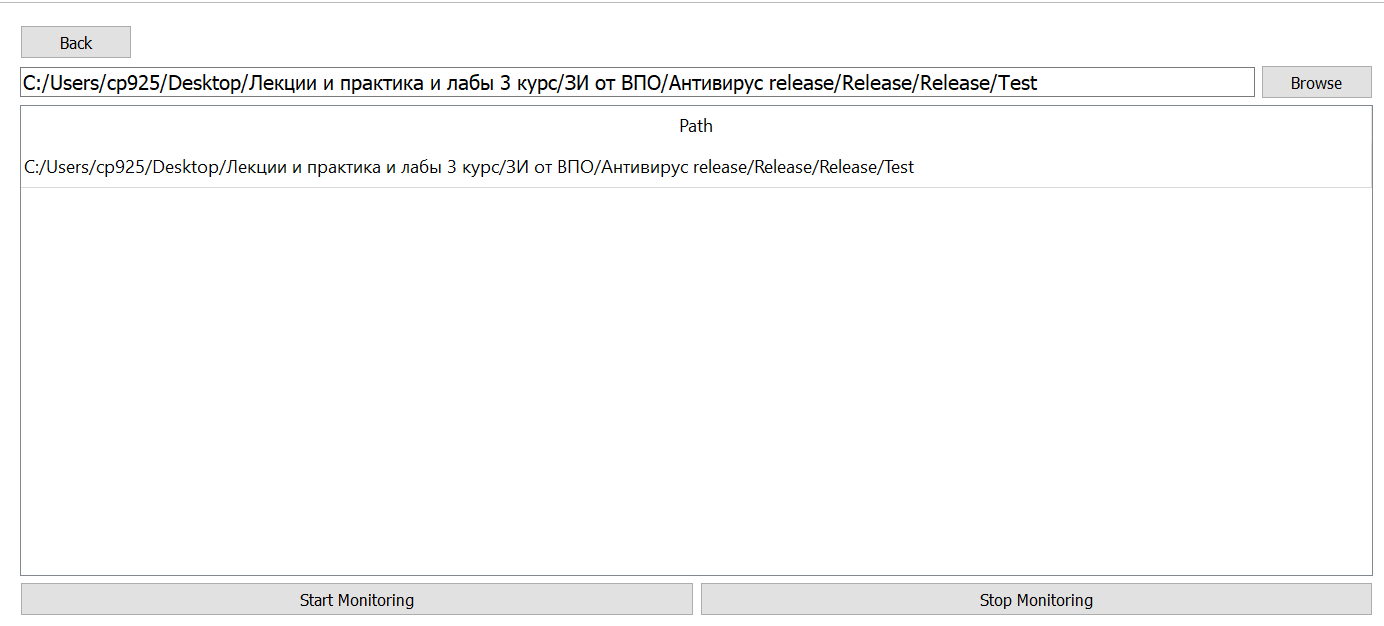 Back
C:/Users/cp925/Desktop/Лекции и практика и лабы 3 курс/ЗИ от ВПО/Антивирус release/Release/Release/Test
Browse
Path
C:/Users/cp925/Desktop/Лекции и практика и лабы 3 курс/ЗИ от ВПО/Антивирус release/Release/Release/Test
Start Monitoring
Stop Monitoring